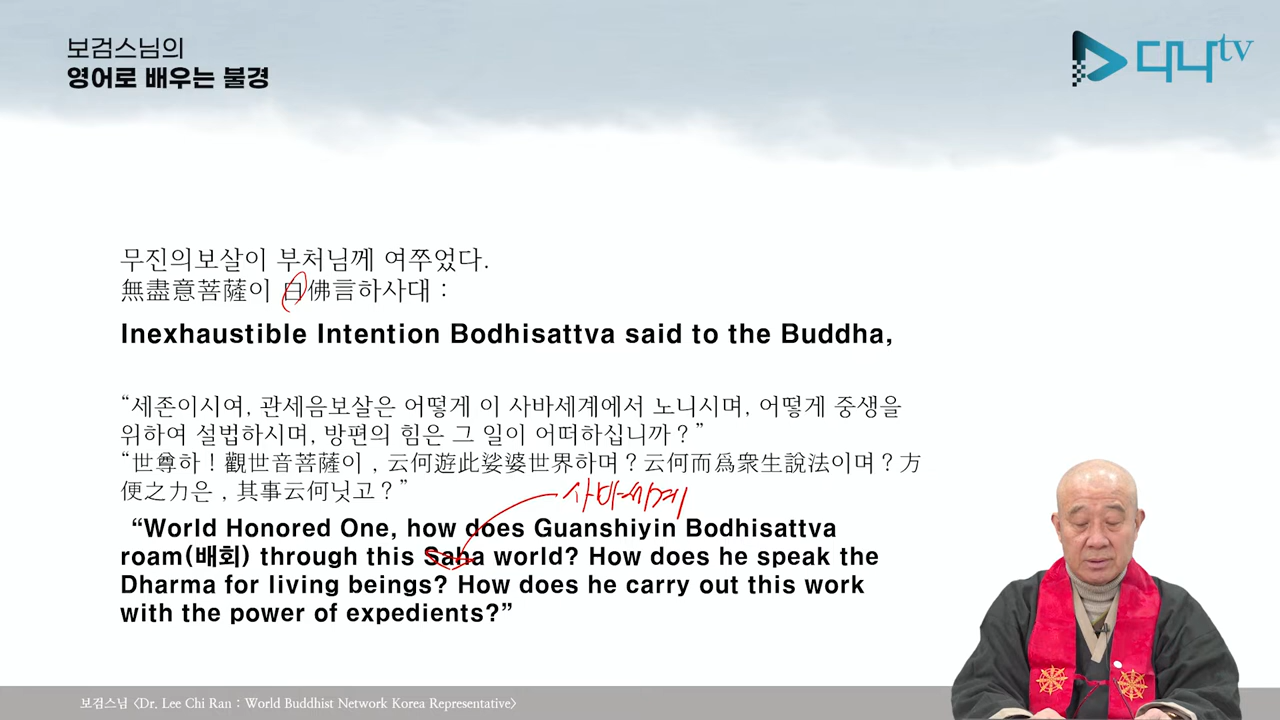 보검스님의
영어로 배우는 불경
디나tv
무진의보살이 부처님께 여쭈었다.
無盡意菩薩이 白佛言하사대 :
Inexhaustible Intention Bodhisattva said to the Buddha,
“세존이시여, 관세음보살은 어떻게 이 사바세계에서 노니시며, 어떻게 중생을
위하여 설법하시며, 방편의 힘은 그 일이 어떠하십니까?”
“世尊하! 觀世音菩薩이, 云何遊此娑婆世界하며? 云何而爲衆生說法이며? 方
便之力은, 其事云何닛고?”
사바세계
“World Honored One, how does Guanshiyin Bodhisattva
roam(배회) through this Saha world? How does he speak the
Dharma for living beings? How does he carry out this work
with the power of expedients?”
보검스님 <Dr. Lee Chi Ran : World Buddhist Network Korea Representative>